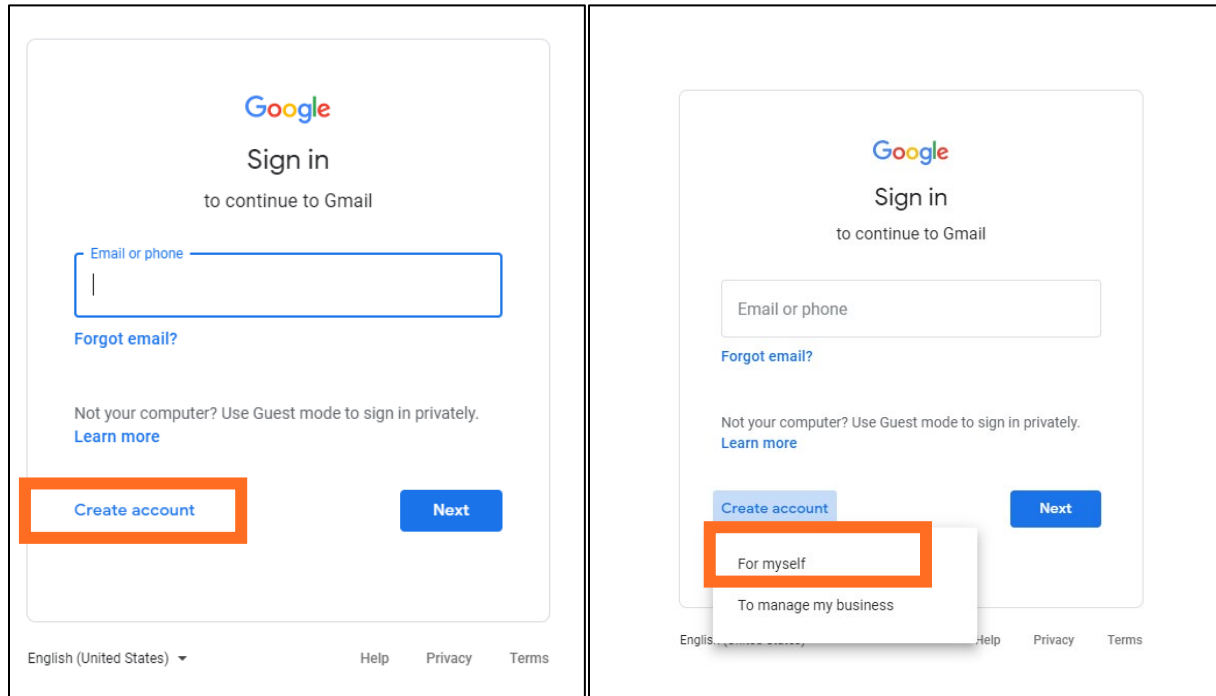 Google
Sign in
to continue to Gmail
Email or phone
Forgot email?
Not your computer? Use Guest mode to sign in privately.
Learn more
Create account
Next
English (United States)
Help
Privacy
Terms
Google
Sign in
to continue to Gmail
Email or phone
Forgot email?
Not your computer? Use Guest mode to sign in privately.
Learn more
Create account
Next
For myself
To manage my business
Help
Privacy
Terms